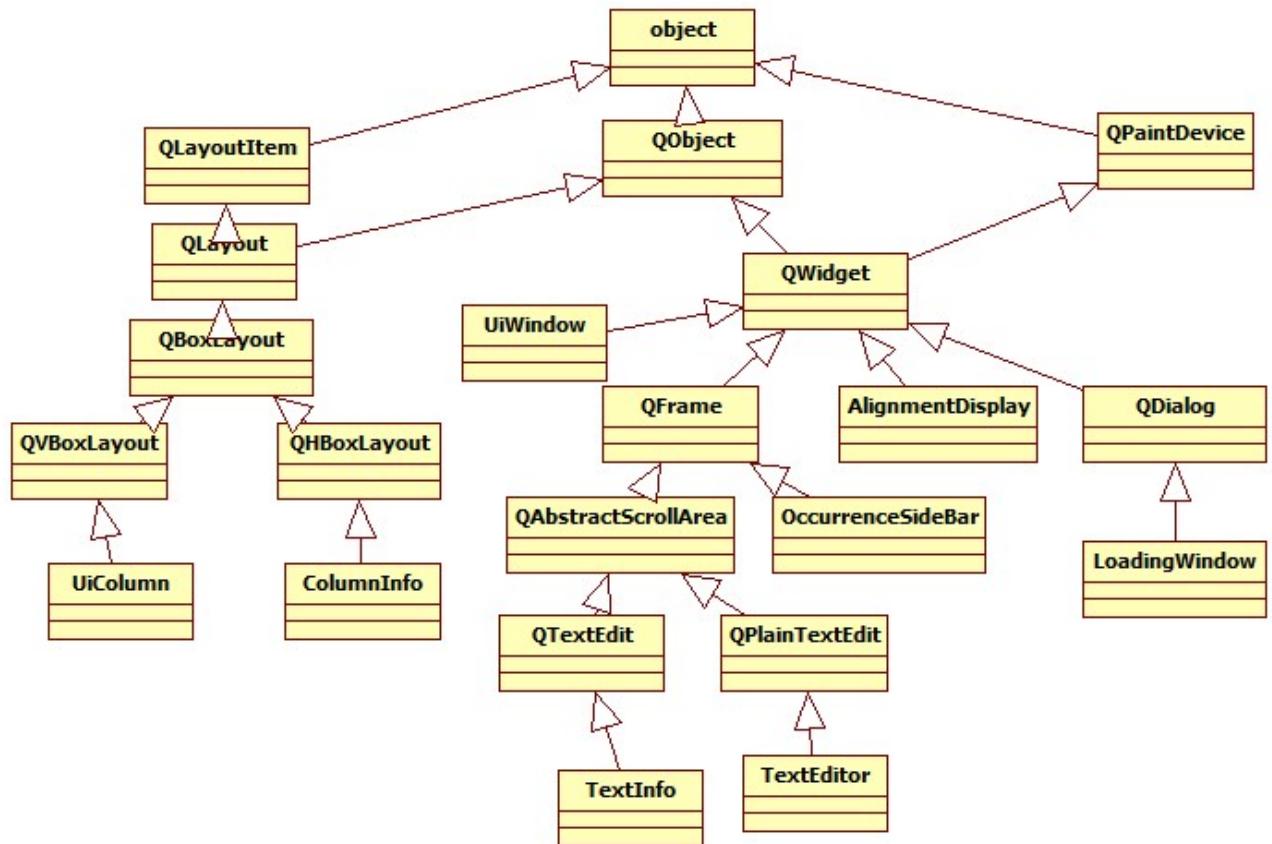 object
QLayoutItem
QObject
QPaintDevice
QLayout
QWidget
UiWindow
QBoxLayout
QFrame
AlignmentDisplay
QDialog
QVBoxLayout
QHBoxLayout
QAbstractScrollArea
OccurrenceSideBar
LoadingWindow
UiColumn
ColumnInfo
QTextEdit
QPlainTextEdit
TextInfo
TextEditor